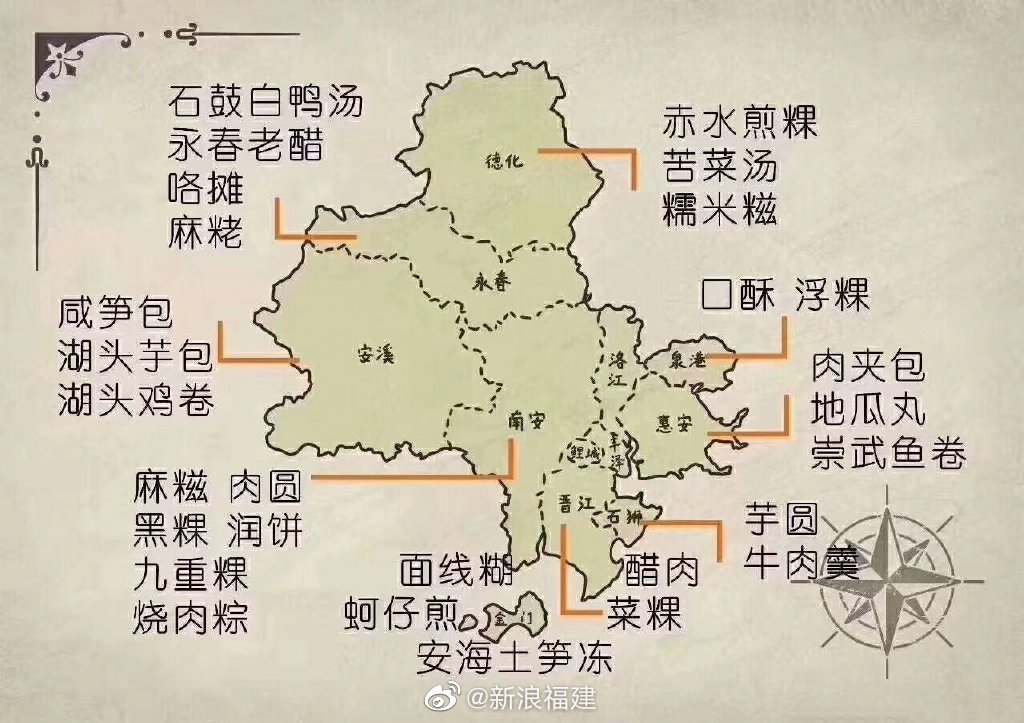 石鼓白鸭汤
永春老醋
咯摊
麻粩
赤水煎粿
苦菜汤
糯米糍
德化
永春
咸笋包
湖头芋包
湖头鸡卷
安溪
口酥 浮粿
洛江
泉港
肉夹包
地瓜丸
崇武鱼卷
南安
惠安
鲤城
丰泽
麻糍 肉圆
黑粿 润饼
九重粿
烧肉粽
晋江
石狮
芋圆
牛肉羹
面线糊
醋肉
蚵仔煎
菜粿
金门
安海土笋冻
@新浪福建